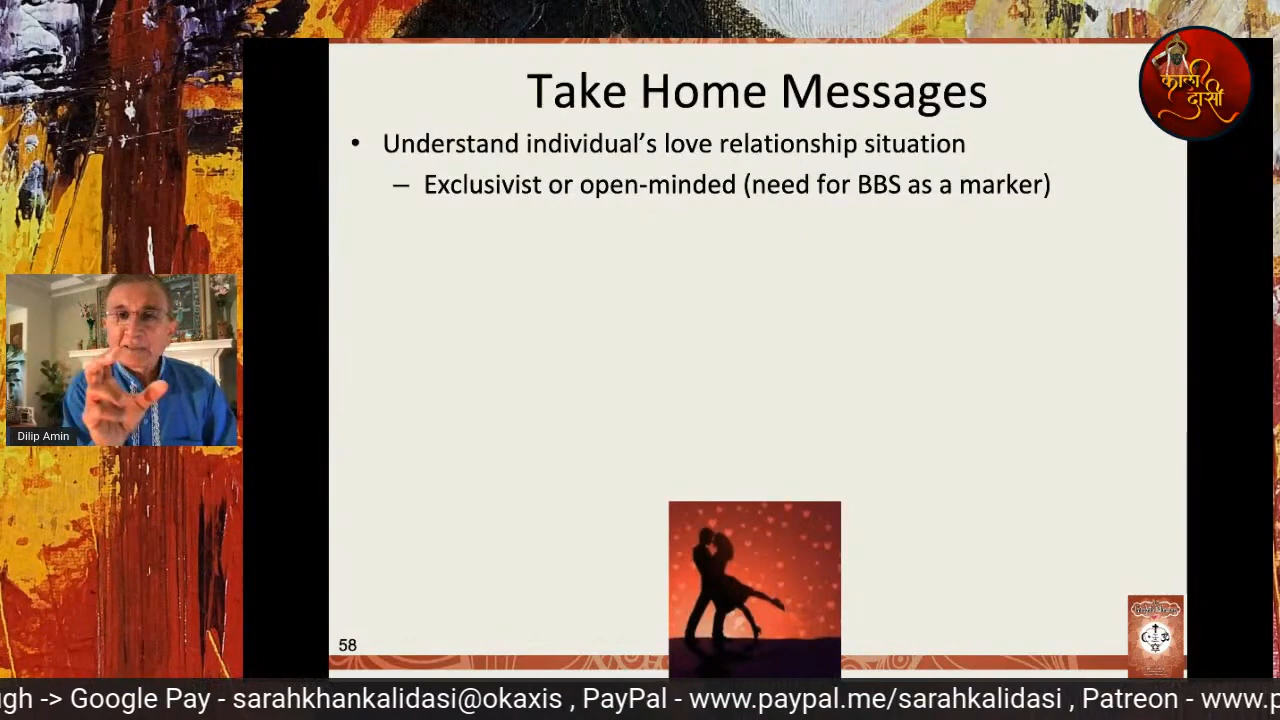 Take Home Messages
काली
दासी
• Understand individual’s love relationship situation
– Exclusivist or open-minded (need for BBS as a marker)
Dilip Amin
58
ugh -> Google Pay - sarahkhankalidasi@okaxis , PayPal - www.paypal.me/sarahkalidasi , Patreon - www.p